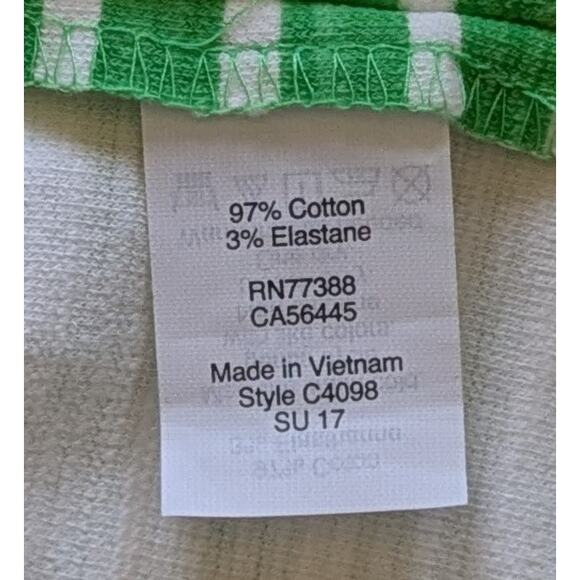 97% Cotton
3% Elastane
RN77388
CA56445
Made in Vietnam
Style C4098
SU 17